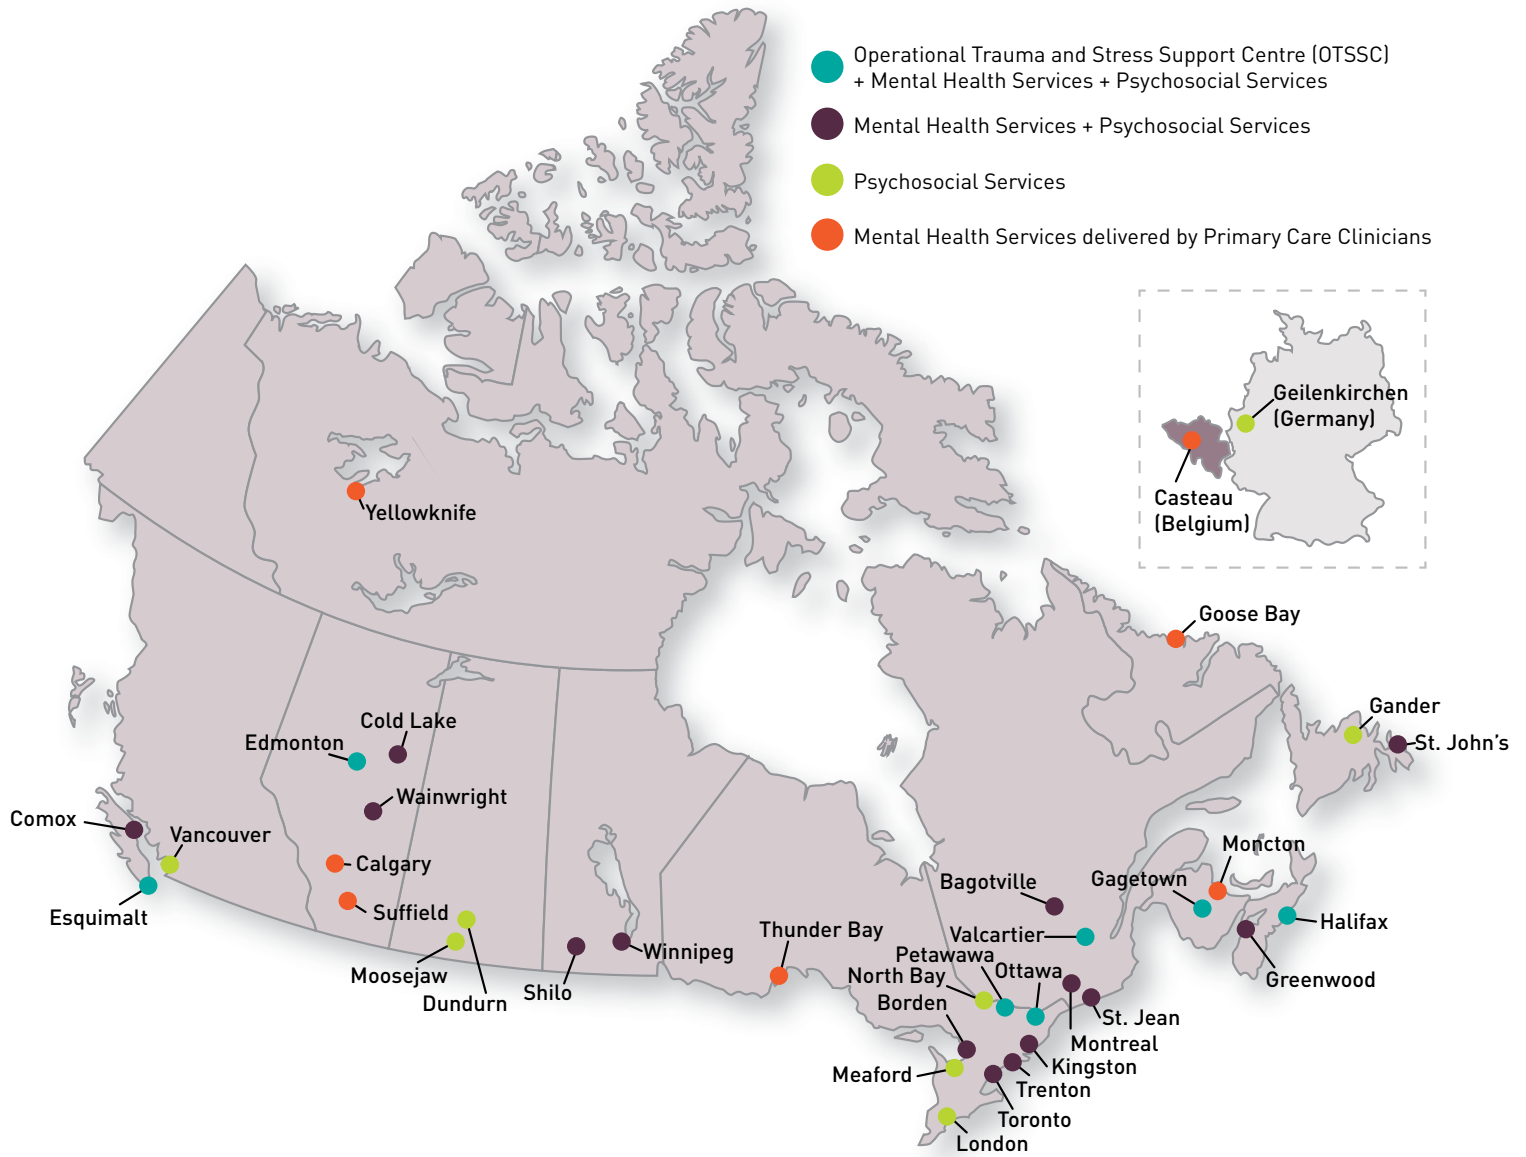 Operational Trauma and Stress Support Centre (OTSSC)
+ Mental Health Services + Psychosocial Services
Mental Health Services + Psychosocial Services
Psychosocial Services
Mental Health Services delivered by Primary Care Clinicians
Geilenkirchen
(Germany)
Casteau
(Belgium)
Yellowknife
Goose Bay
Gander
St. John's
Cold Lake
Edmonton
Wainwright
Comox
Vancouver
Calgary
Esquimalt
Suffield
Moosejaw
Dundurn
Shilo
Winnipeg
Thunder Bay
Bagotville
Valcartier
Petawawa
Ottawa
North Bay
Borden
Meaford
London
Toronto
Trenton
Kingston
Montreal
St. Jean
Moncton
Gagetown
Halifax
Greenwood